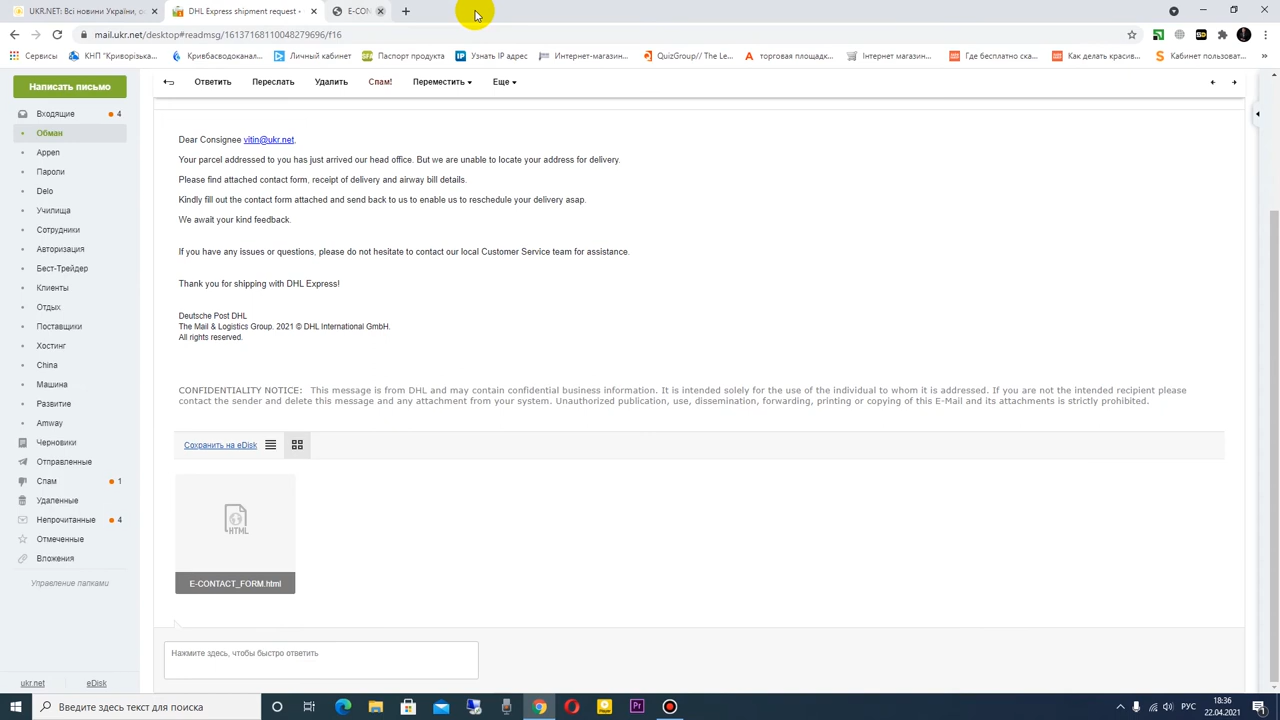 UKR.NET: Всі новини України, о
DHL Express shipment request •
E-CON
mail.ukr.net/desktop#readmsg/16137168110048279696/f16
Сервисы
КНП "Криворізька...
Кривбасводоканал...
Личный кабинет
Паспорт продукта
Узнать IP адрес
Интернет-магазин...
QuizGroup// The Le...
торговая площадк...
Інтернет магазин...
Где бесплатно ска...
Как делать красив...
Кабинет пользоват...
Написать письмо
Ответить
Переслать
Удалить
Спам!
Переместить
Еще
Входящие 4
Обман
Appen
Пароли
Delo
Училища
Сотрудники
Авторизация
Бест-Трейдер
Клиенты
Отдых
Поставщики
Хостинг
China
Машина
Развитие
Amway
Черновики
Отправленные
Спам 1
Удаленные
Непрочитанные 4
Отмеченные
Вложения
Управление папками
ukr.net
eDisk
Dear Consignee vitin@ukr.net,
Your parcel addressed to you has just arrived our head office. But we are unable to locate your address for delivery.
Please find attached contact form, receipt of delivery and airway bill details.
Kindly fill out the contact form attached and send back to us to enable us to reschedule your delivery asap.
We await your kind feedback.
If you have any issues or questions, please do not hesitate to contact our local Customer Service team for assistance.
Thank you for shipping with DHL Express!
Deutsche Post DHL
The Mail & Logistics Group. 2021 © DHL International GmbH.
All rights reserved.
CONFIDENTIALITY NOTICE: This message is from DHL and may contain confidential business information. It is intended solely for the use of the individual to whom it is addressed. If you are not the intended recipient please
contact the sender and delete this message and any attachment from your system. Unauthorized publication, use, dissemination, forwarding, printing or copying of this E-Mail and its attachments is strictly prohibited.
Сохранить на eDisk
HTML
E-CONTACT_FORM.html
Нажмите здесь, чтобы быстро ответить
Введите здесь текст для поиска
РУС
18:36
22.04.2021